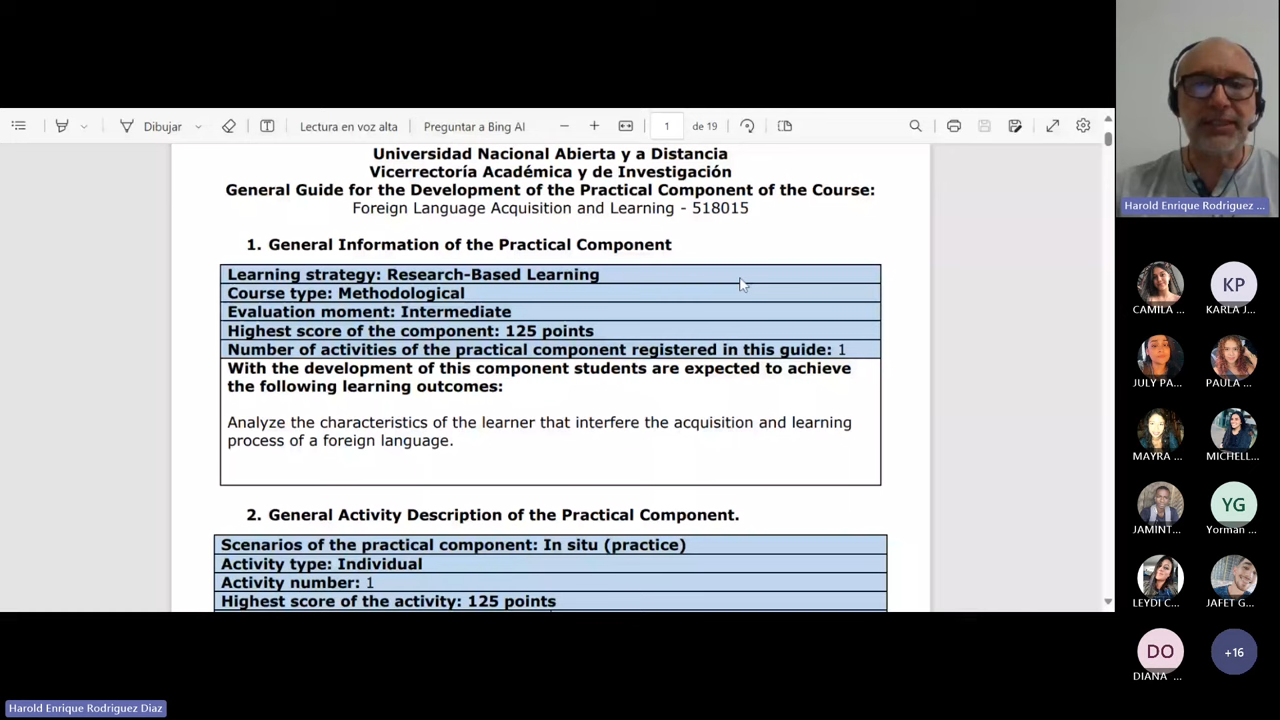 Lectura en voz alta
Preguntar a Bing AI
Dibujar
1
de 19
Universidad Nacional Abierta y a Distancia
Vicerrectoría Académica y de Investigación
General Guide for the Development of the Practical Component of the Course:
Foreign Language Acquisition and Learning - 518015
1. General Information of the Practical Component
Learning strategy: Research-Based Learning
Course type: Methodological
Evaluation moment: Intermediate
Highest score of the component: 125 points
Number of activities of the practical component registered in this guide: 1
With the development of this component students are expected to achieve
the following learning outcomes:
Analyze the characteristics of the learner that interfere the acquisition and learning
process of a foreign language.
2. General Activity Description of the Practical Component.
Scenarios of the practical component: In situ (practice)
Activity type: Individual
Activity number: 1
Highest score of the activity: 125 points
Harold Enrique Rodriguez ...
CAMILA ...
KP
KARLA J...
JULY PA...
PAULA ...
MAYRA ...
MICHELL...
JAMINT...
YG
Yorman ...
LEYDI C...
JAFET G...
DO
DIANA ...
+16
Harold Enrique Rodriguez Diaz